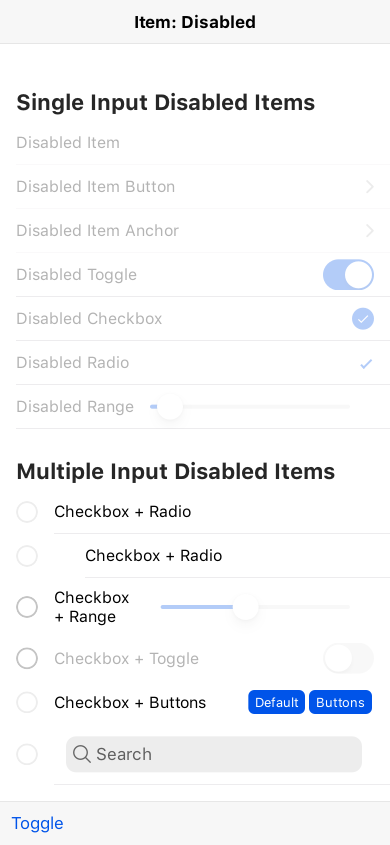 Item: Disabled
Single Input Disabled Items
Disabled Item
Disabled Item Button
Disabled Item Anchor
Disabled Toggle
Disabled Checkbox
Disabled Radio
Disabled Range
Multiple Input Disabled Items
Checkbox + Radio
Checkbox + Radio
Checkbox
+ Range
Checkbox + Toggle
Checkbox + Buttons Default Buttons
Search
Toggle